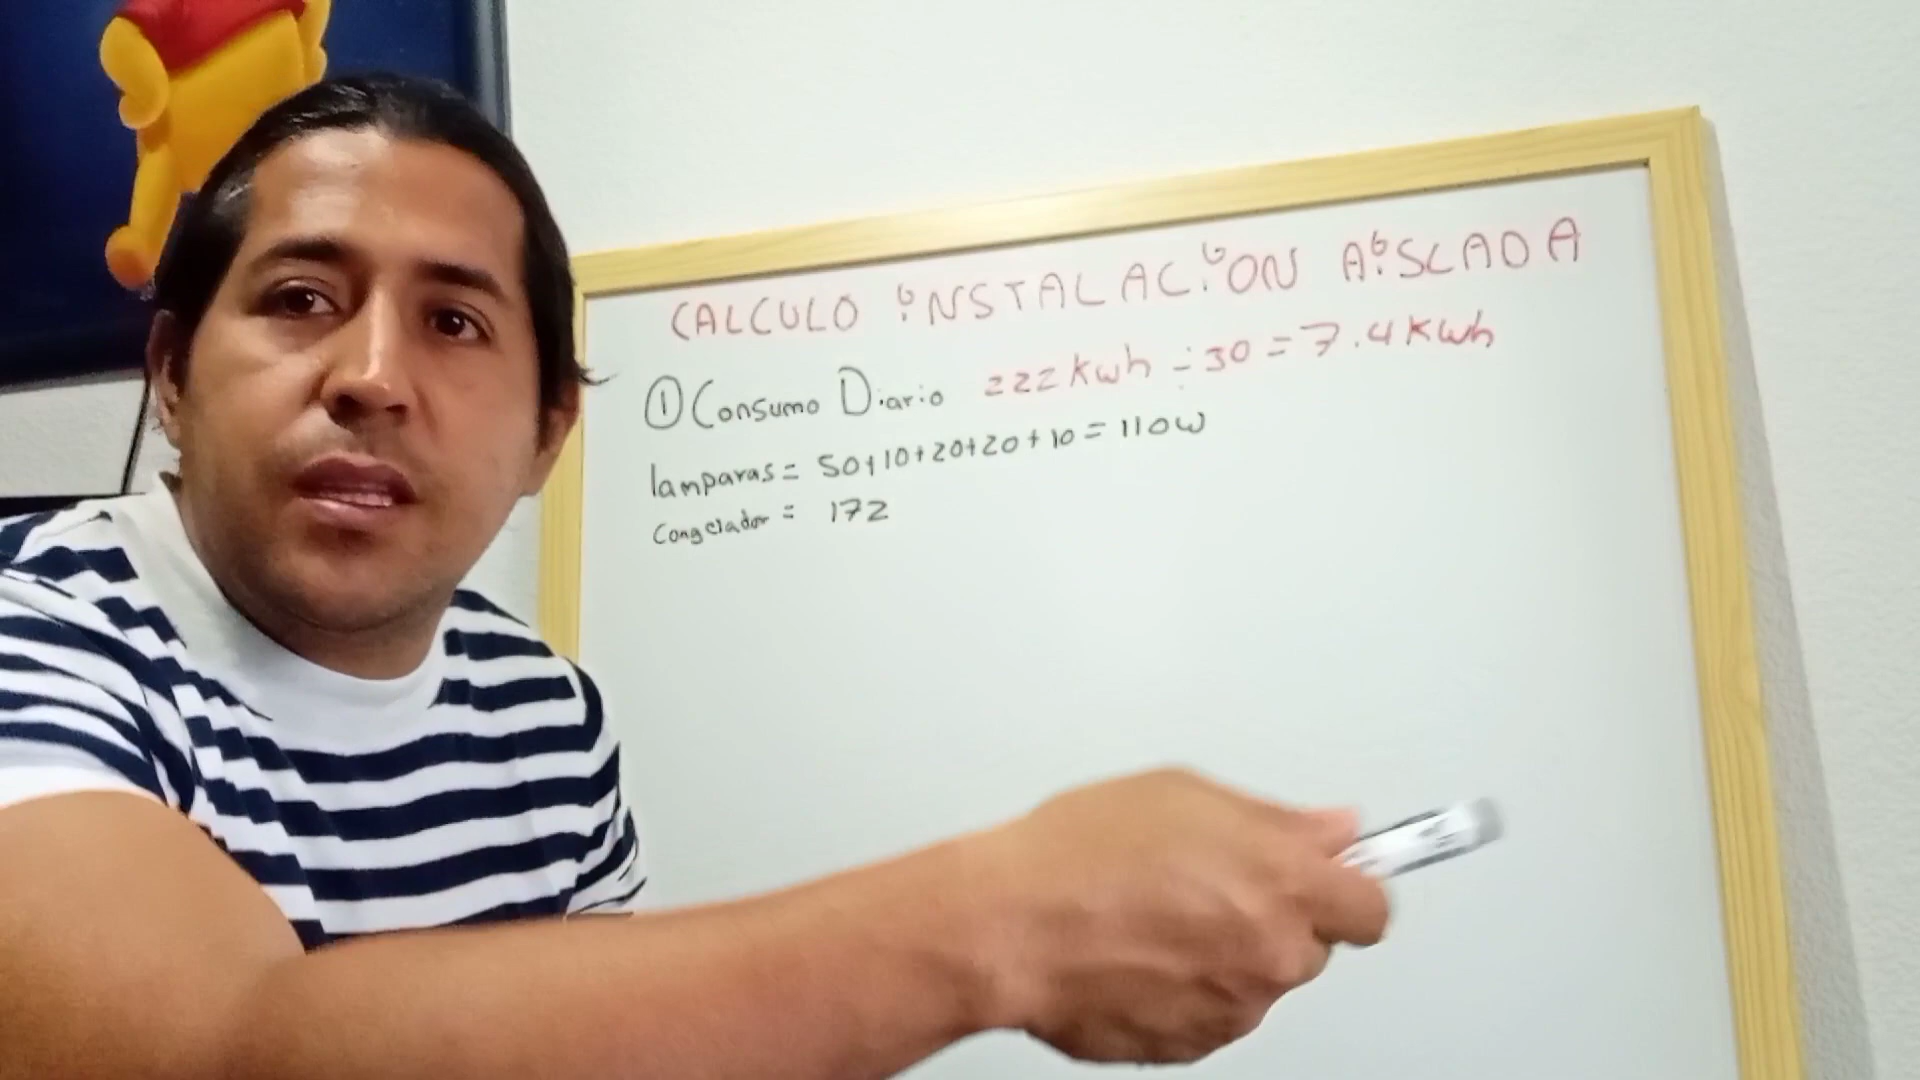 CALCULO iNSTALACiON AiSLADA
① Consumo Diario 222 kwh ÷ 30 = 7.4 kwh
lamparas = 50+10+20+20+10 = 110W
Congelador = 172